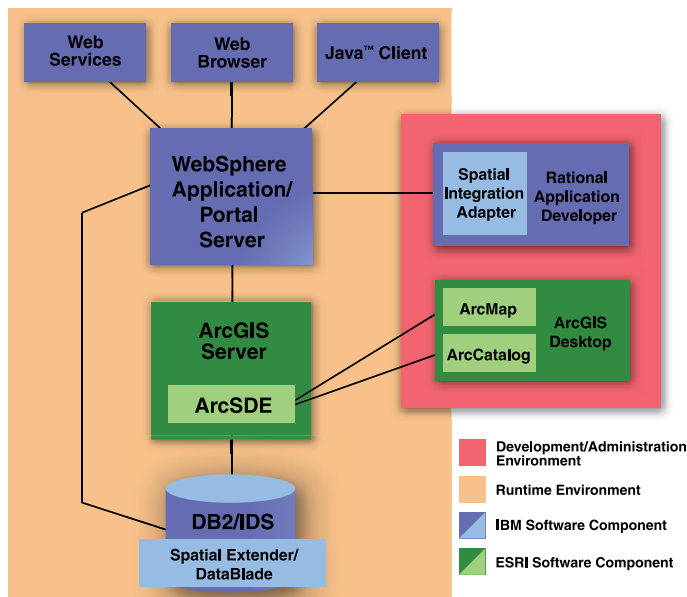 Web
Services
Web
Browser
Java™ Client
WebSphere
Application/
Portal
Server
Spatial
Integration
Adapter
Rational
Application
Developer
ArcGIS
Server
ArcSDE
ArcMap
ArcCatalog
ArcGIS
Desktop
DB2/IDS
Spatial Extender/
DataBlade
Development/Administration
Environment
Runtime Environment
IBM Software Component
ESRI Software Component